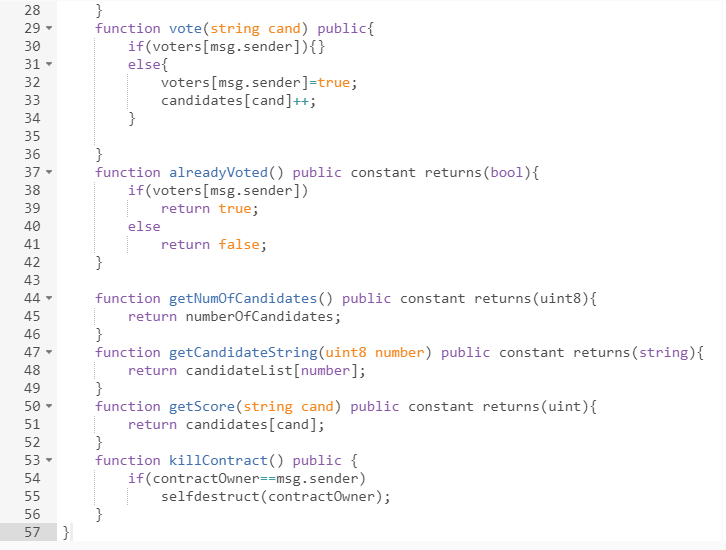 28 }
29 function vote(string cand) public{
30 if(voters[msg.sender]){}
31 else{
32 voters[msg.sender]=true;
33 candidates[cand]++;
34 }
35
36 }
37 function alreadyVoted() public constant returns(bool){
38 if(voters[msg.sender])
39 return true;
40 else
41 return false;
42 }
43
44 function getNumOfCandidates() public constant returns(uint8){
45 return numberOfCandidates;
46 }
47 function getCandidateString(uint8 number) public constant returns(string){
48 return candidateList[number];
49 }
50 function getScore(string cand) public constant returns(uint){
51 return candidates[cand];
52 }
53 function killContract() public {
54 if(contractOwner==msg.sender)
55 selfdestruct(contractOwner);
56 }
57 }